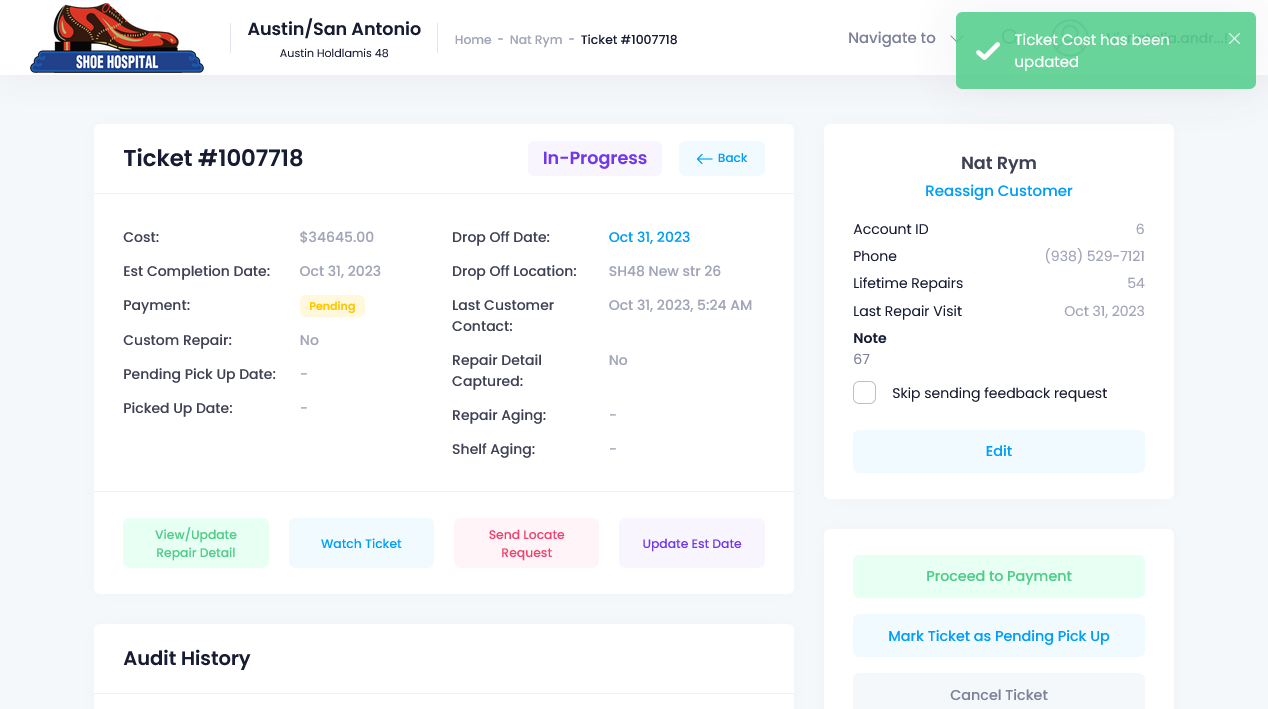 SHOE HOSPITAL
Austin/San Antonio
Austin Holdlamis 48
Home - Nat Rym - Ticket #1007718
Navigate to
Ticket Cost has been
updated
Ticket #1007718
In-Progress
Back
Cost:
$34645.00
Est Completion Date:
Oct 31, 2023
Payment:
Pending
Custom Repair:
No
Pending Pick Up Date:
-
Picked Up Date:
-
Drop Off Date:
Oct 31, 2023
Drop Off Location:
SH48 New str 26
Last Customer
Contact:
Oct 31, 2023, 5:24 AM
Repair Detail
Captured:
No
Repair Aging:
-
Shelf Aging:
-
View/Update
Repair Detail
Watch Ticket
Send Locate
Request
Update Est Date
Audit History
Nat Rym
Reassign Customer
Account ID
6
Phone
(938) 529-7121
Lifetime Repairs
54
Last Repair Visit
Oct 31, 2023
Note
67
Skip sending feedback request
Edit
Proceed to Payment
Mark Ticket as Pending Pick Up
Cancel Ticket